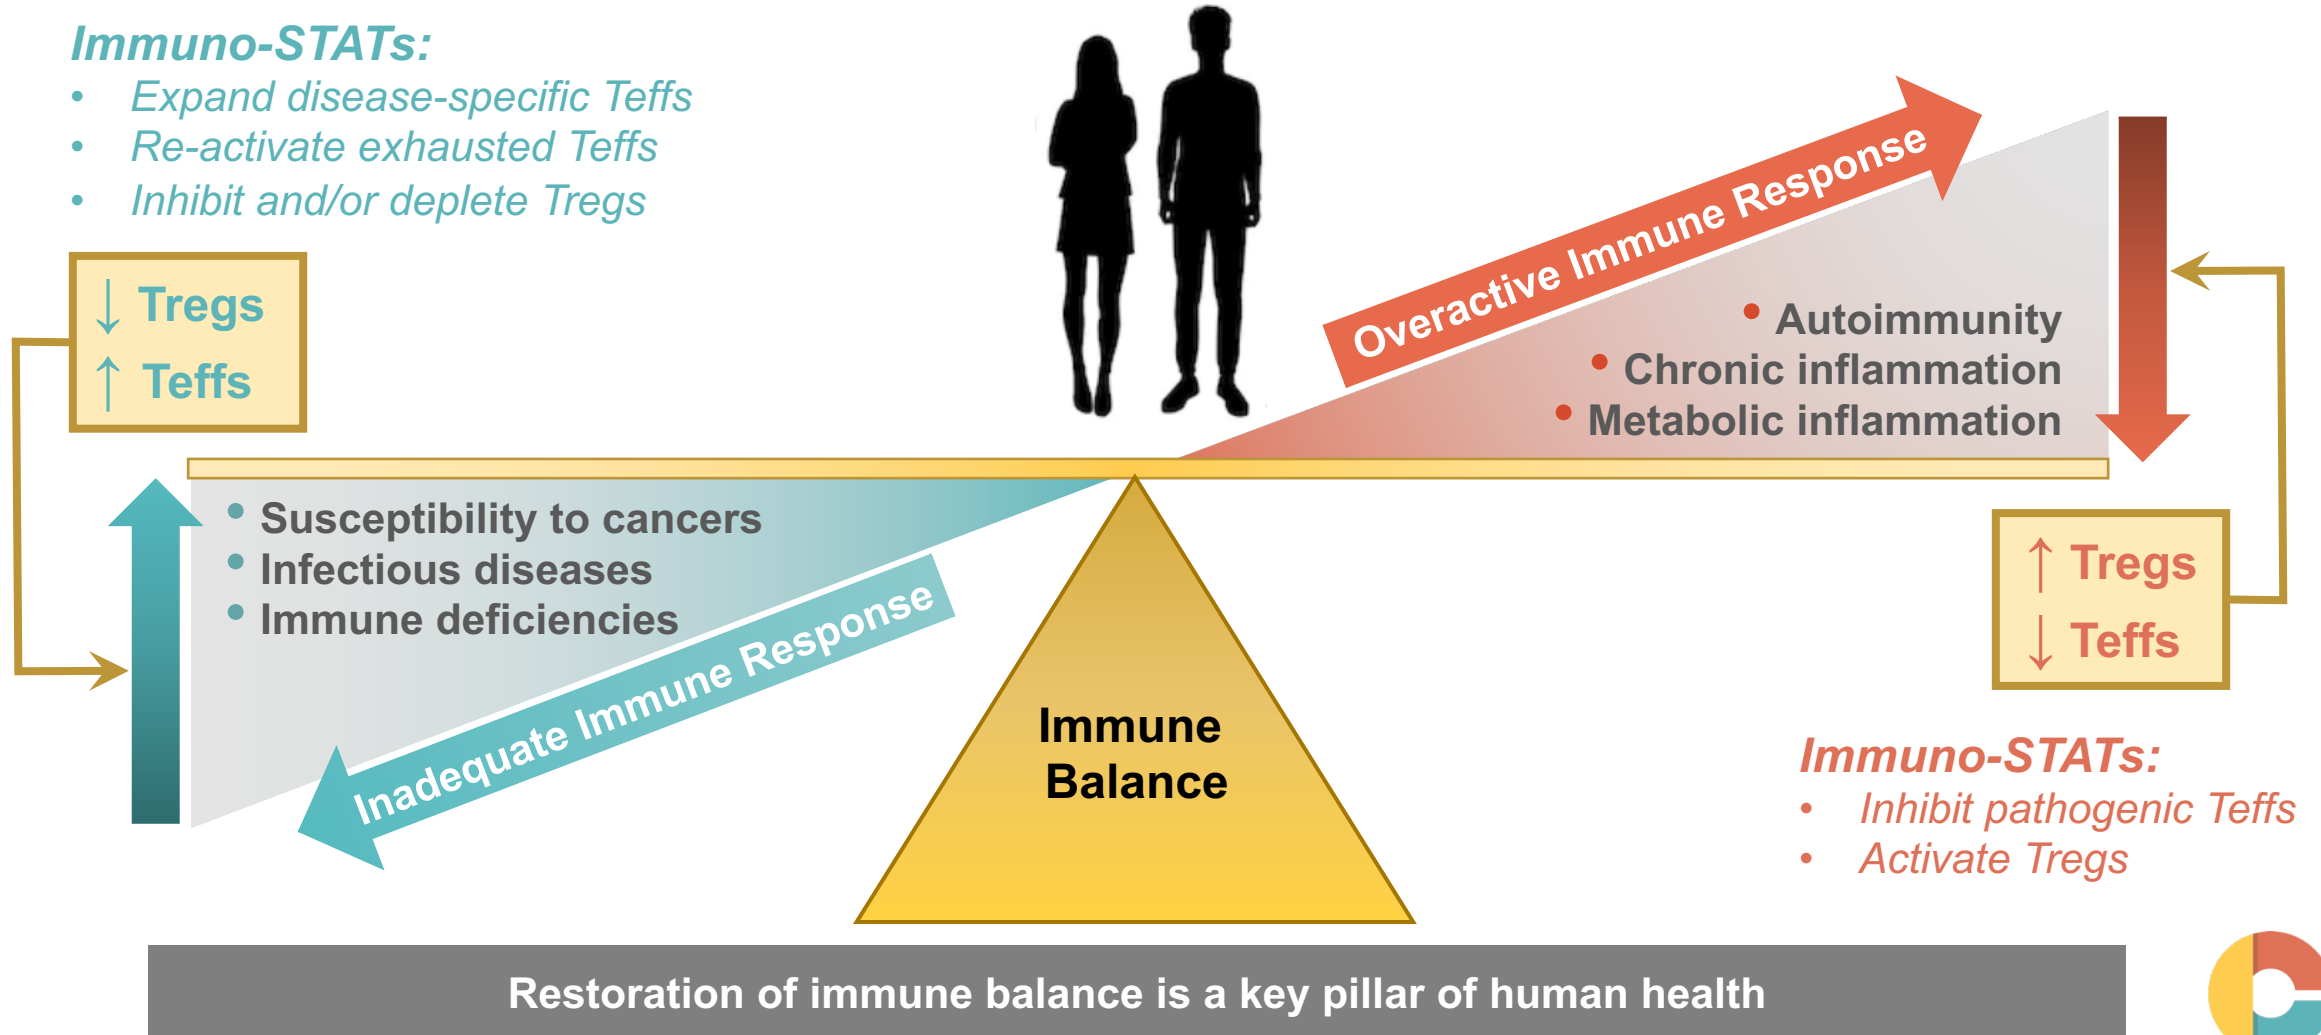 Immuno-STATs:
• Expand disease-specific Teffs
• Re-activate exhausted Teffs
• Inhibit and/or deplete Tregs
↓ Tregs
↑ Teffs
Overactive Immune Response
• Autoimmunity
• Chronic inflammation
• Metabolic inflammation
• Susceptibility to cancers
• Infectious diseases
• Immune deficiencies
Inadequate Immune Response
Immune
Balance
↑ Tregs
↓ Teffs
Immuno-STATs:
• Inhibit pathogenic Teffs
• Activate Tregs
Restoration of immune balance is a key pillar of human health